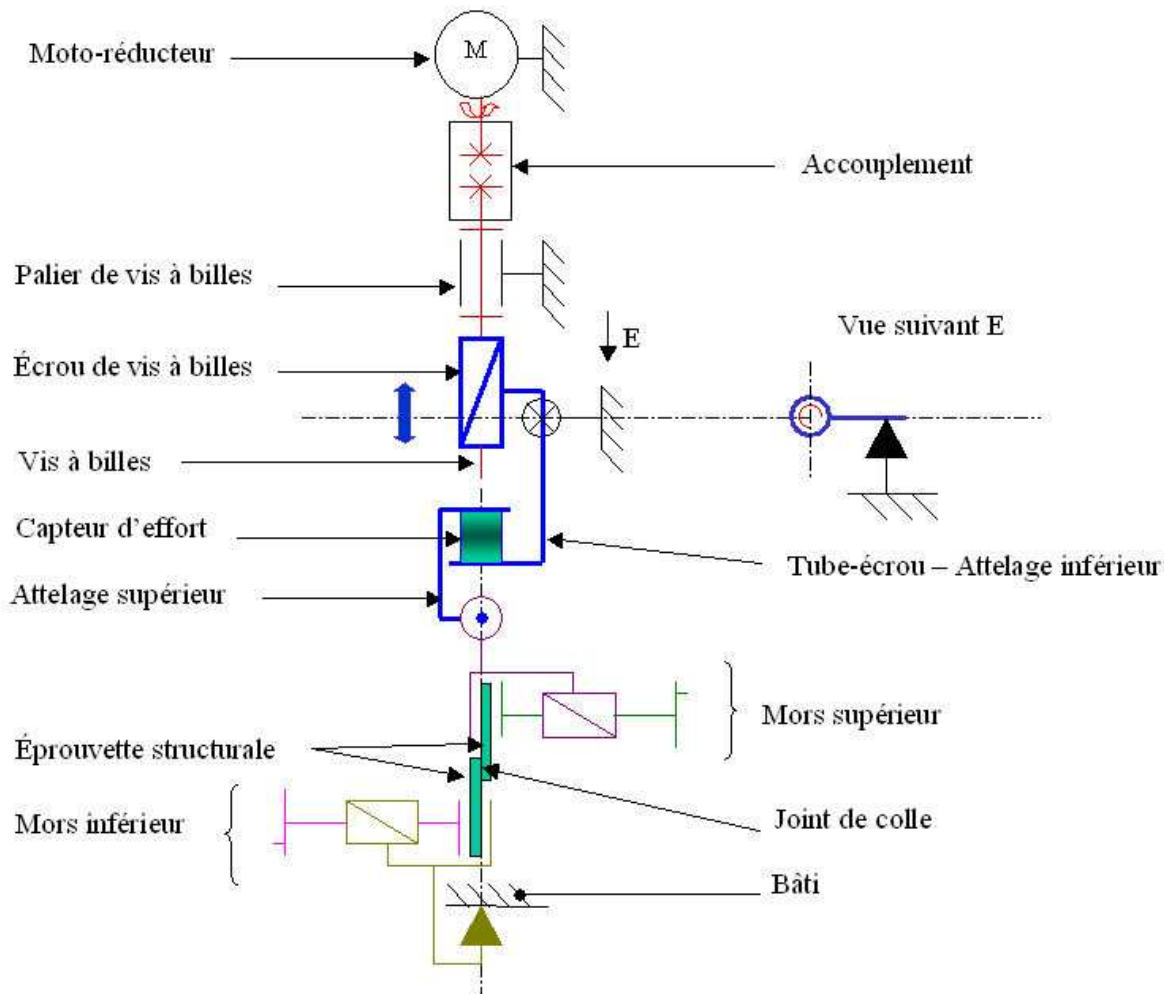 Moto-réducteur
M
Accouplement
Palier de vis à billes
E
Vue suivant E
Écrou de vis à billes
Vis à billes
Capteur d'effort
Tube-écrou – Attelage inférieur
Attelage supérieur
Mors supérieur
Éprouvette structurale
Mors inférieur
Joint de colle
Bâti